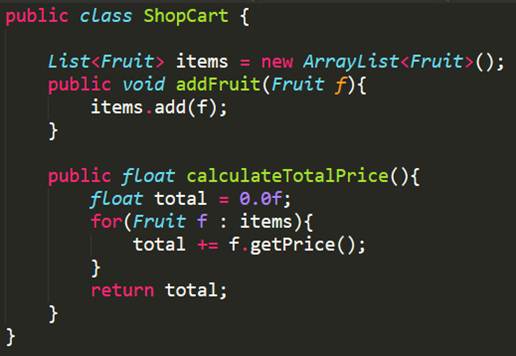 public class ShopCart {
List<Fruit> items = new ArrayList<Fruit>();
public void addFruit(Fruit f){
items.add(f);
}
public float calculateTotalPrice(){
float total = 0.0f;
for(Fruit f : items){
total += f.getPrice();
}
return total;
}
}